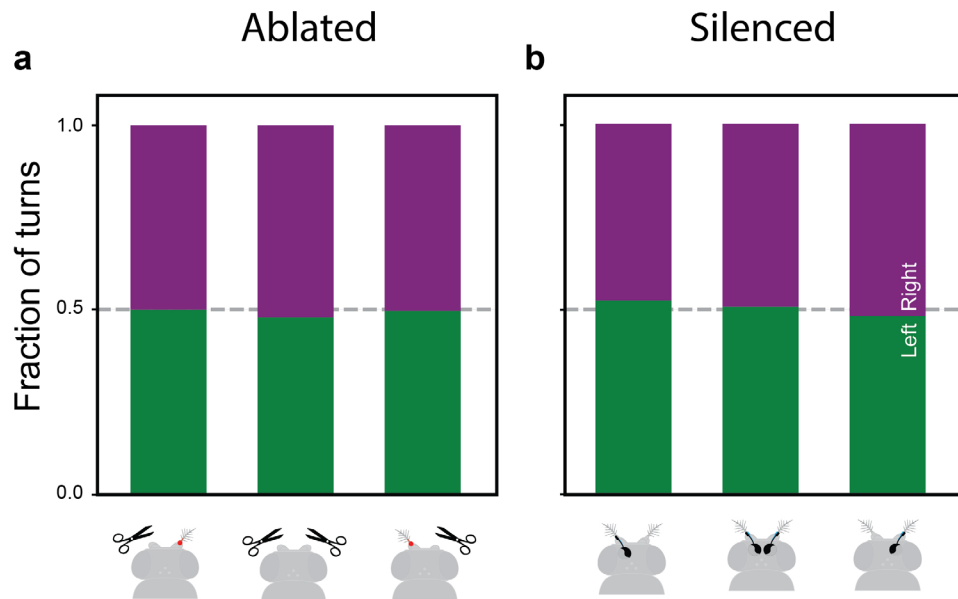 Ablated
Silenced
a
b
Fraction of turns
1.0
0.5
0.0
Left Right